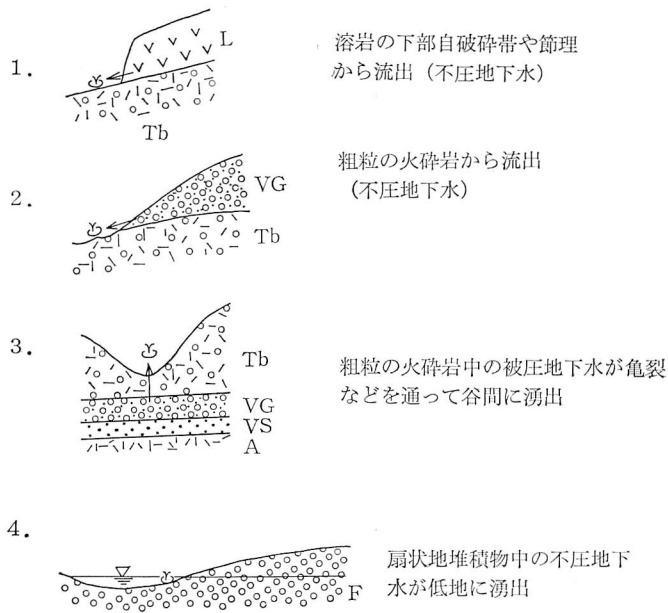 1.
L
Tb
溶岩の下部自破砕帯や節理
から流出（不圧地下水）
2.
VG
Tb
粗粒の火砕岩から流出
（不圧地下水）
3.
Tb
VG
VS
A
粗粒の火砕岩中の被圧地下水が亀裂
などを通って谷間に湧出
4.
F
扇状地堆積物中の不圧地下
水が低地に湧出